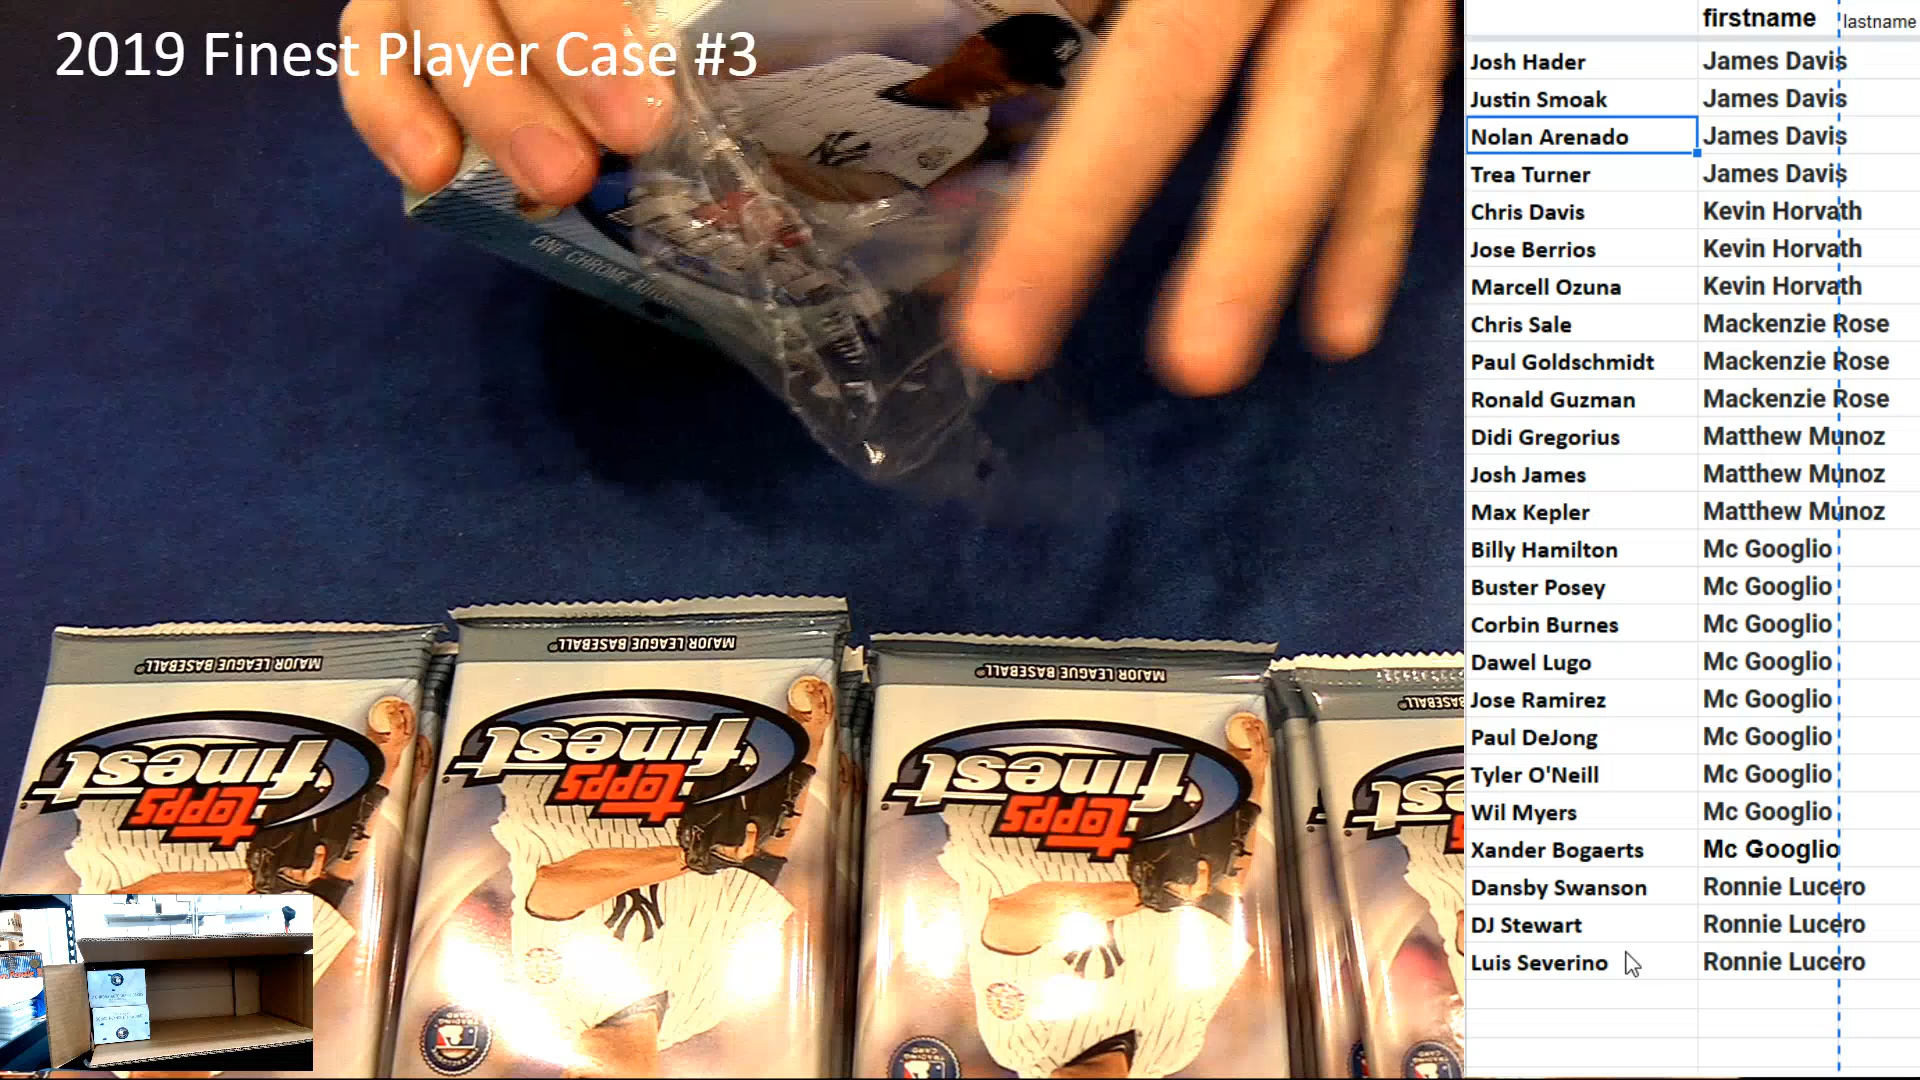 2019 Finest Player Case #3
firstname lastname
Josh Hader James Davis
Justin Smoak James Davis
Nolan Arenado James Davis
Trea Turner James Davis
Chris Davis Kevin Horvath
Jose Berrios Kevin Horvath
Marcell Ozuna Kevin Horvath
Chris Sale Mackenzie Rose
Paul Goldschmidt Mackenzie Rose
Ronald Guzman Mackenzie Rose
Didi Gregorius Matthew Munoz
Josh James Matthew Munoz
Max Kepler Matthew Munoz
Billy Hamilton Mc Googlio
Buster Posey Mc Googlio
Corbin Burnes Mc Googlio
Dawel Lugo Mc Googlio
Jose Ramirez Mc Googlio
Paul DeJong Mc Googlio
Tyler O'Neill Mc Googlio
Wil Myers Mc Googlio
Xander Bogaerts Mc Googlio
Dansby Swanson Ronnie Lucero
DJ Stewart Ronnie Lucero
Luis Severino Ronnie Lucero
ONE CHROME
NY
MAJOR LEAGUE BASEBALL
topps
finest
MAJOR LEAGUE BASEBALL
topps
finest
NY
MAJOR LEAGUE BASEBALL
topps
finest
NY
topps